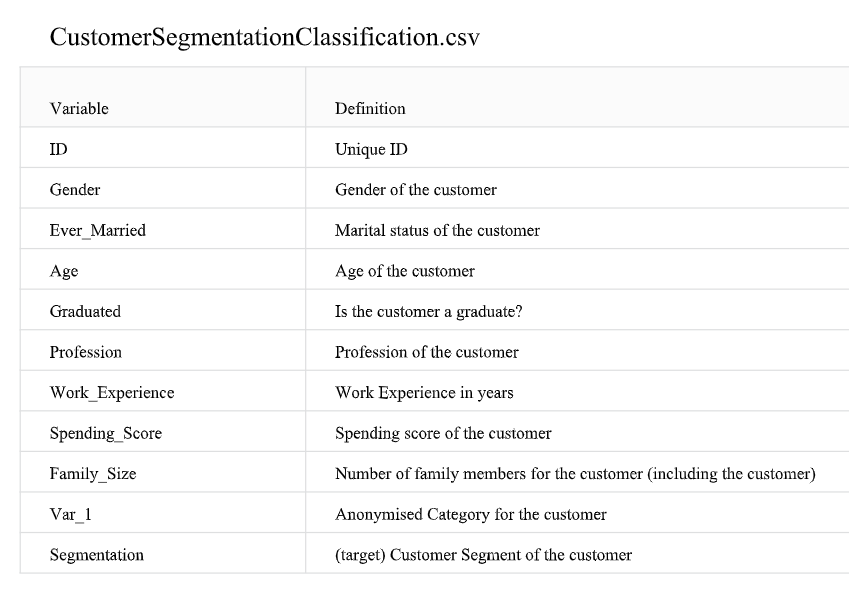 CustomerSegmentationClassification.csv
Variable Definition
ID Unique ID
Gender Gender of the customer
Ever_Married Marital status of the customer
Age Age of the customer
Graduated Is the customer a graduate?
Profession Profession of the customer
Work_Experience Work Experience in years
Spending_Score Spending score of the customer
Family_Size Number of family members for the customer (including the customer)
Var_1 Anonymised Category for the customer
Segmentation (target) Customer Segment of the customer